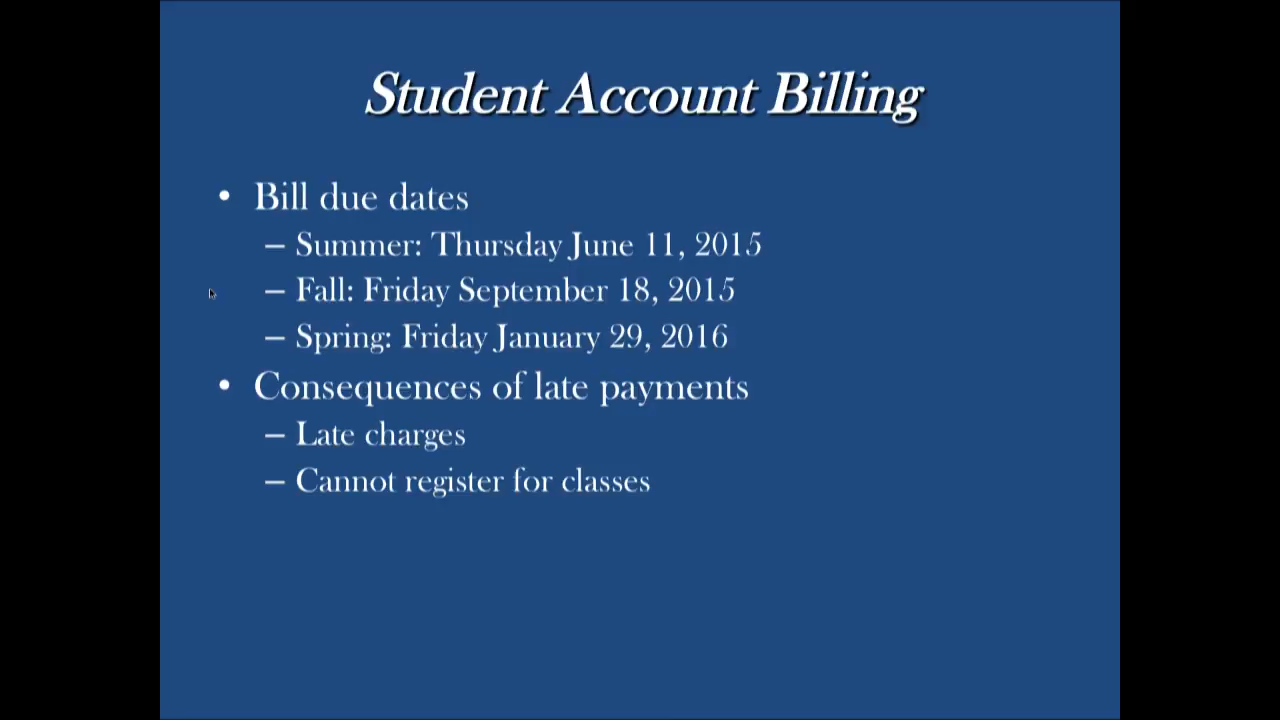 Student Account Billing
• Bill due dates
– Summer: Thursday June 11, 2015
– Fall: Friday September 18, 2015
– Spring: Friday January 29, 2016
• Consequences of late payments
– Late charges
– Cannot register for classes